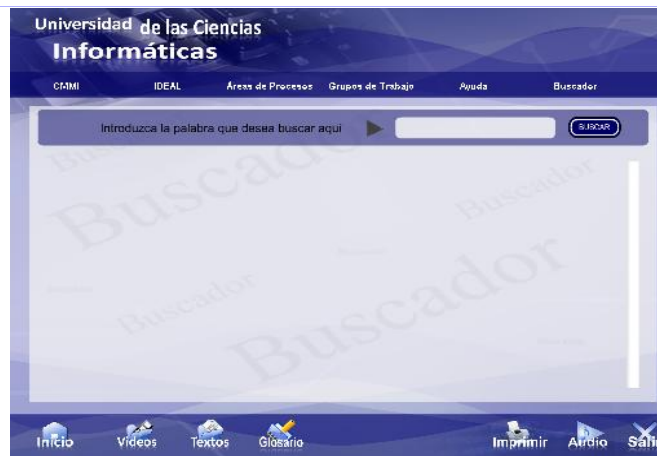 Universidad de las Ciencias
Informáticas
CMMI IDEAL Áreas de Procesos Grupos de Trabajo Ayuda Buscador
Introduzca la palabra que desea buscar aquí BUSCAR
Buscador
Buscador
Buscador
Buscador
Inicio Videos Textos Glosario Imprimir Audio Sali